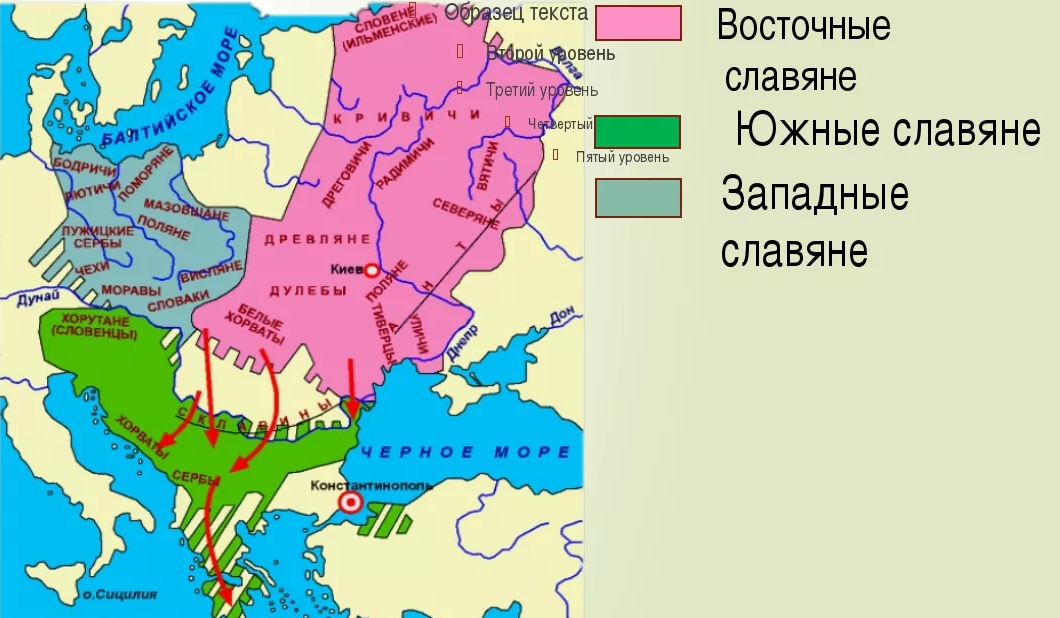 СЛОВЕНЕ
(ИЛЬМЕНСКИЕ)
Образец текста
Второй уровень
Третий уровень
Четвертый
Пятый уровень
Волга
Восточные
славяне
Южные славяне
Западные
славяне
БАЛТИЙСКОЕ МОРЕ
КРИВИЧИ
БОДРИЧИ
ЛЮТИЧИ
ПОМОРЯНЕ
МАЗОВШАНЕ
ПОЛЯНЕ
ЛУЖИЦКИЕ
СЕРБЫ
ЧЕХИ
ВИСЛЯНЕ
МОРАВЫ
СЛОВАКИ
ДРЕГОВИЧИ
РАДИМИЧИ
ВЯТИЧИ
СЕВЕРЯНЕ
ДРЕВЛЯНЕ
Киев
ПОЛЯНЕ
ДУЛЕБЫ
АНТЫ
БЕЛЫЕ
ХОРВАТЫ
ТИВЕРЦЫ
УЛИЧИ
Дунай
Днепр
Дон
ХОРУТАНЕ
(СЛОВЕНЦЫ)
СКЛАВИНЫ
ХОРВАТЫ
СЕРБЫ
ЧЕРНОЕ МОРЕ
Константинополь
о.Сицилия